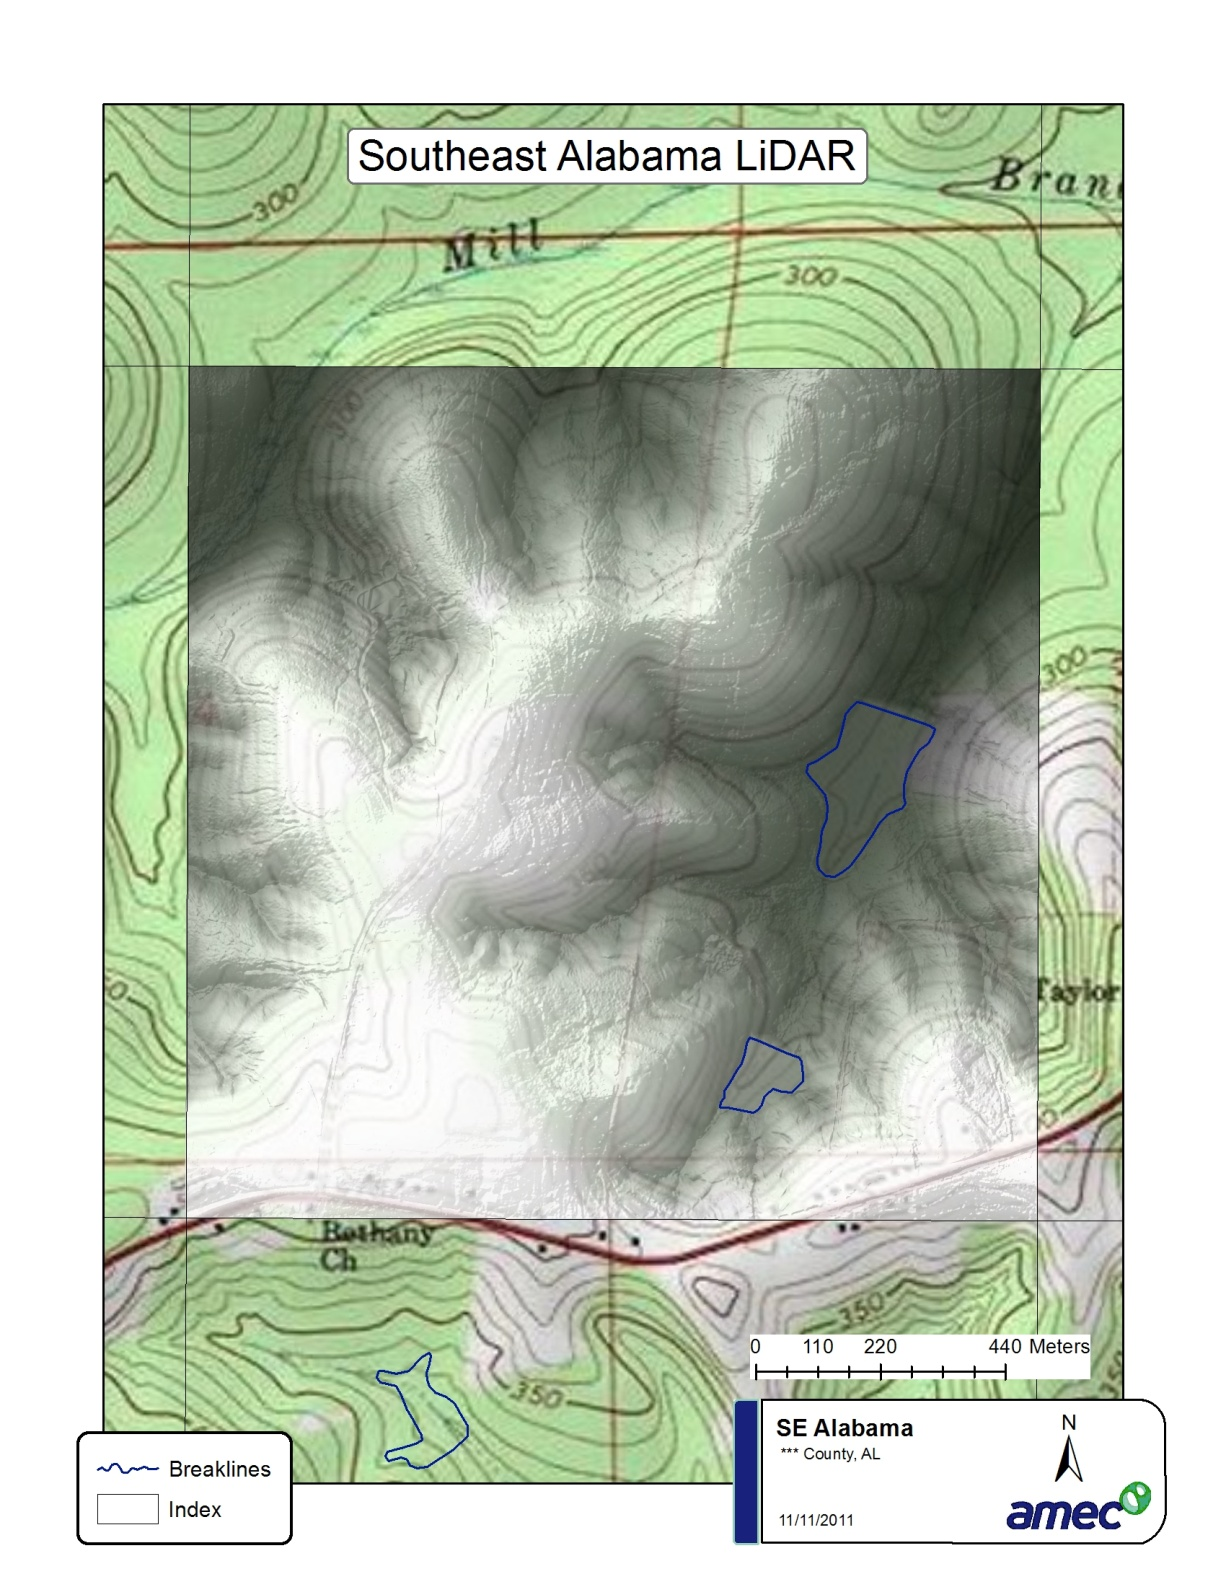 Southeast Alabama LiDAR
Bran
300
Mill
300
300
300
Taylor
Bethany
Ch
350
350
0 110 220 440 Meters
SE Alabama
*** County, AL
N
11/11/2011
amec
Breaklines
Index